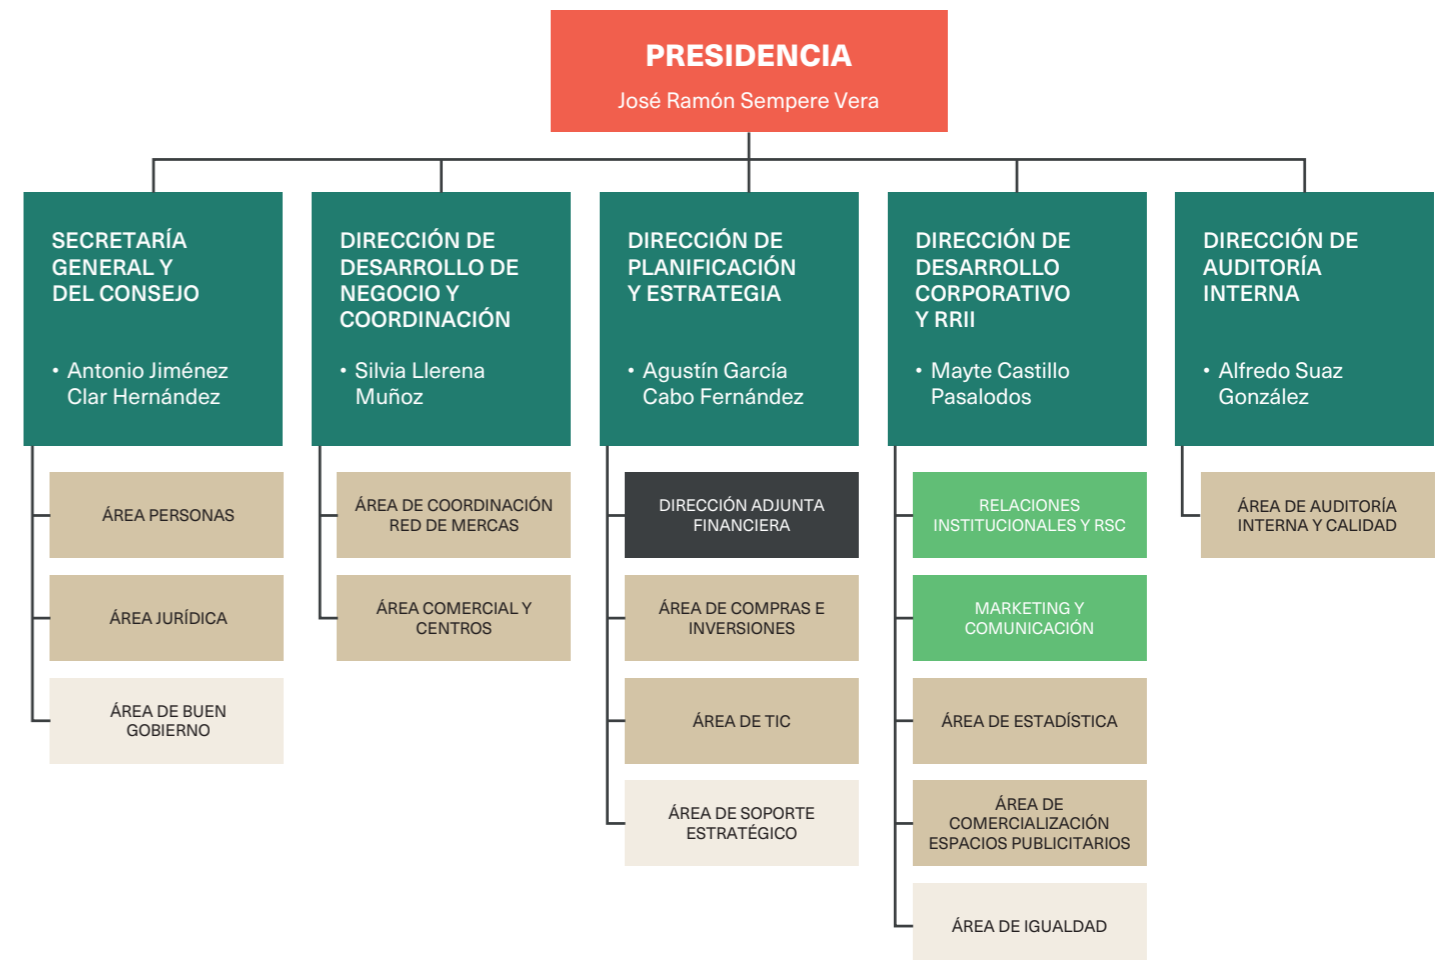 PRESIDENCIA
José Ramón Sempere Vera
SECRETARÍA
GENERAL Y
DEL CONSEJO
• Antonio Jiménez
Clar Hernández
ÁREA PERSONAS
ÁREA JURÍDICA
ÁREA DE BUEN
GOBIERNO
DIRECCIÓN DE
DESARROLLO DE
NEGOCIO Y
COORDINACIÓN
• Silvia Llerena
Muñoz
ÁREA DE COORDINACIÓN
RED DE MERCAS
ÁREA COMERCIAL Y
CENTROS
DIRECCIÓN DE
PLANIFICACIÓN
Y ESTRATEGIA
• Agustín García
Cabo Fernández
DIRECCIÓN ADJUNTA
FINANCIERA
ÁREA DE COMPRAS E
INVERSIONES
ÁREA DE TIC
ÁREA DE SOPORTE
ESTRATÉGICO
DIRECCIÓN DE
DESARROLLO
CORPORATIVO
Y RRII
• Mayte Castillo
Pasalodos
RELACIONES
INSTITUCIONALES Y RSC
MARKETING Y
COMUNICACIÓN
ÁREA DE ESTADÍSTICA
ÁREA DE
COMERCIALIZACIÓN
ESPACIOS PUBLICITARIOS
ÁREA DE IGUALDAD
DIRECCIÓN DE
AUDITORÍA
INTERNA
• Alfredo Suaz
González
ÁREA DE AUDITORÍA
INTERNA Y CALIDAD